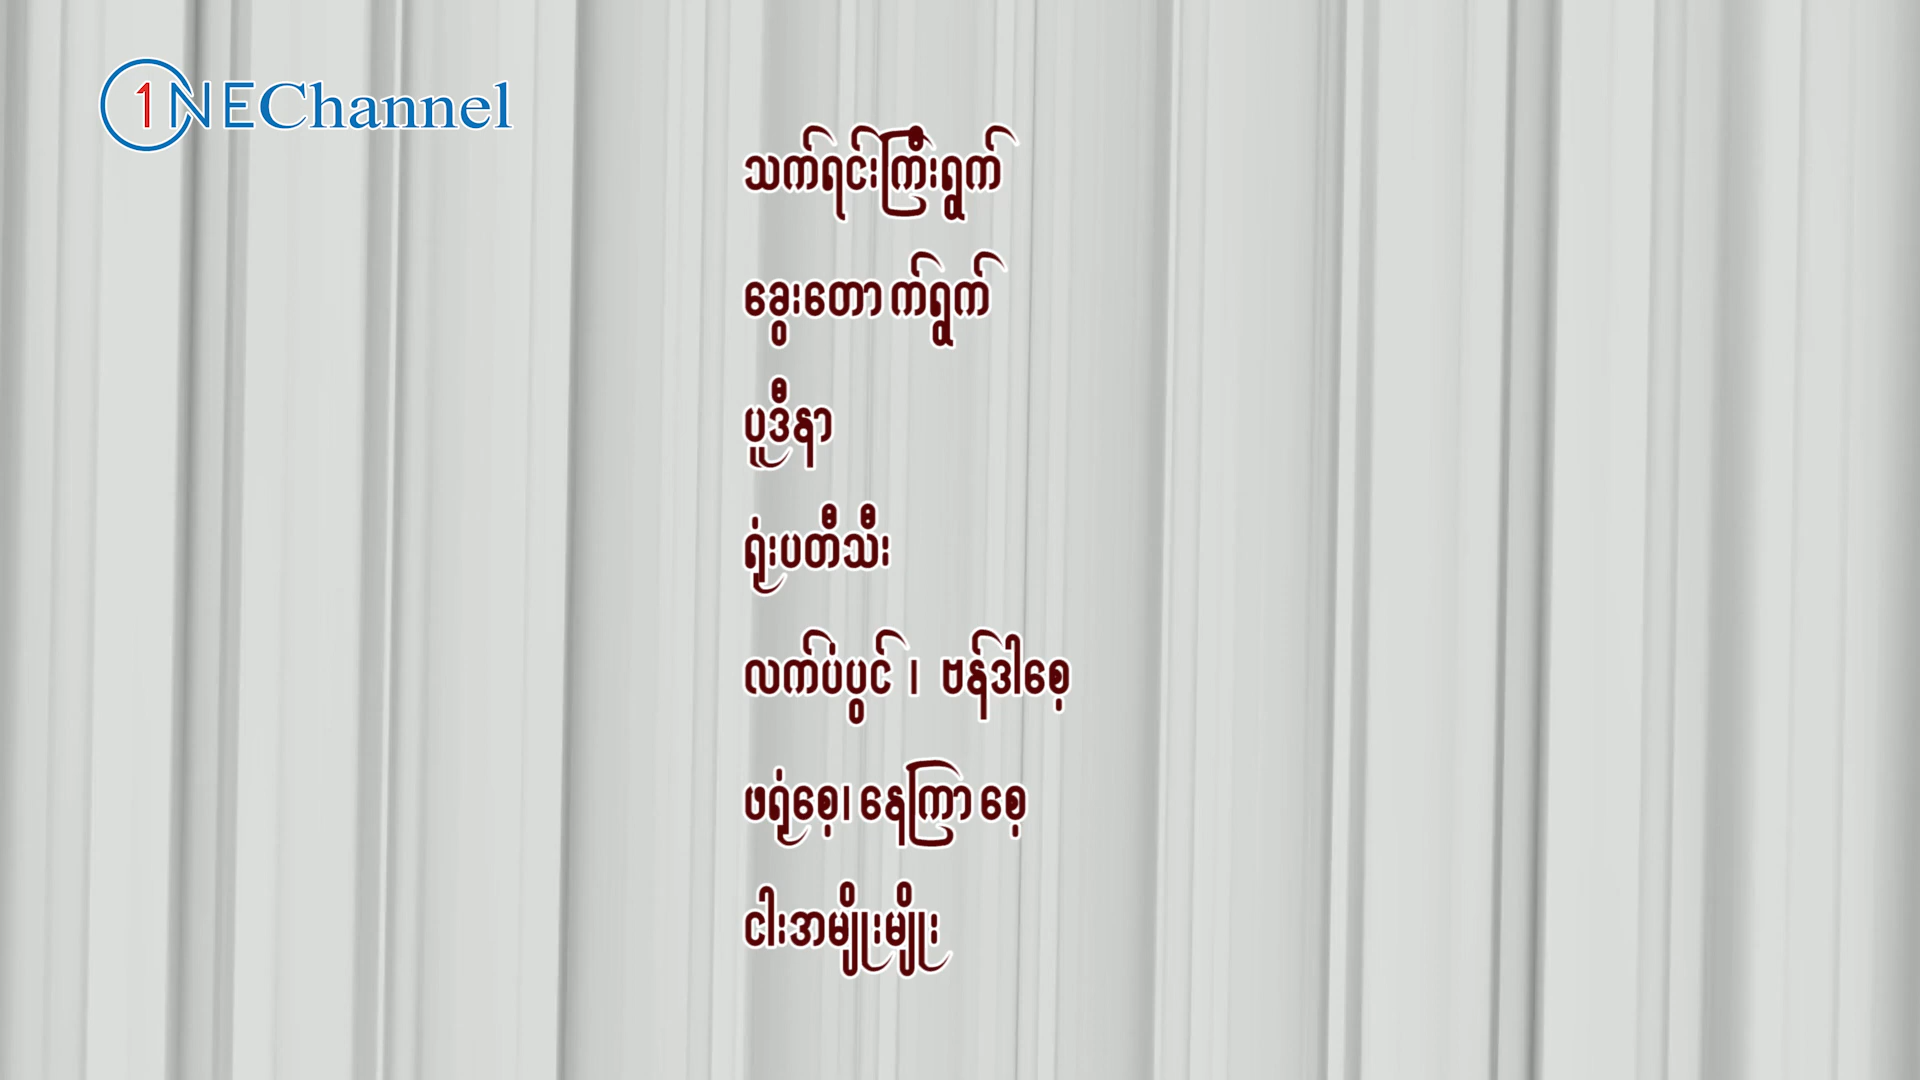 1NEChannel
သက်ရင်းကြီးရွက်
ခွေးတောက်ရွက်
ပူဒီနာ
ရုံးပတီသီး
လက်ပံပွင် ၊ ဗန်ဒါစေ့
ဖရုံစေ့၊ နေကြာစေ့
ငါးအမျိုးမျိုး